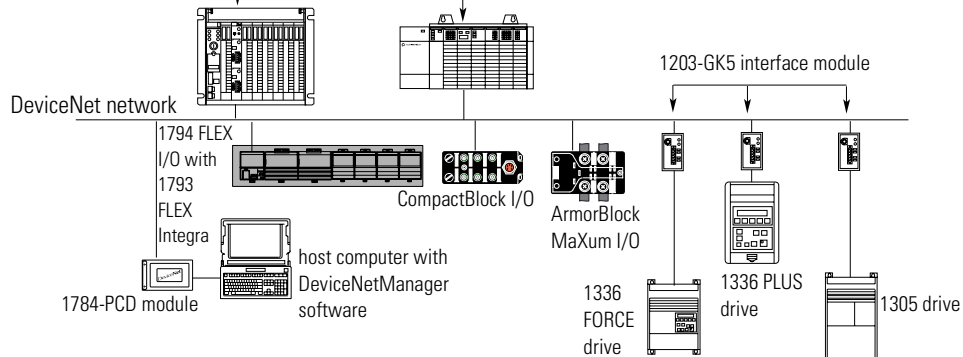 1203-GK5 interface module
DeviceNet network
1794 FLEX
I/O with
1793
FLEX
Integra
CompactBlock I/O
ArmorBlock
MaXum I/O
DeviceNet
host computer with
DeviceNetManager
software
1784-PCD module
1336
FORCE
drive
1336 PLUS
drive
1305 drive